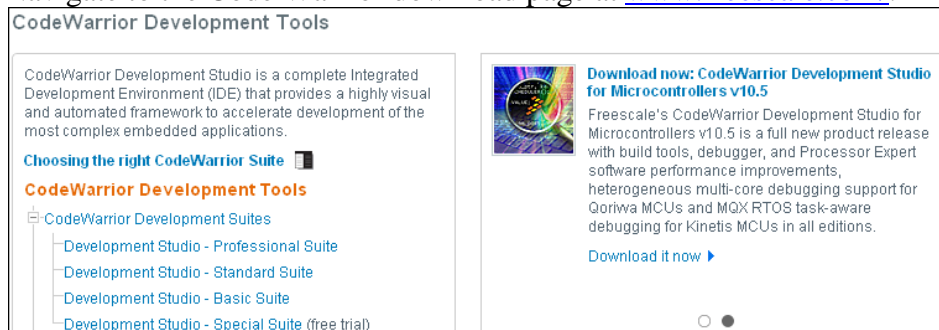 CodeWarrior Development Tools
CodeWarrior Development Studio is a complete Integrated
Development Environment (IDE) that provides a highly visual
and automated framework to accelerate development of the
most complex embedded applications.
Choosing the right CodeWarrior Suite
CodeWarrior Development Tools
CodeWarrior Development Suites
Development Studio - Professional Suite
Development Studio - Standard Suite
Development Studio - Basic Suite
Development Studio - Special Suite (free trial)
Download now: CodeWarrior Development Studio
for Microcontrollers v10.5
Freescale's CodeWarrior Development Studio for
Microcontrollers v10.5 is a full new product release
with build tools, debugger, and Processor Expert
software performance improvements,
heterogeneous multi-core debugging support for
Qoriwa MCUs and MQX RTOS task-aware
debugging for Kinetis MCUs in all editions.
Download it now